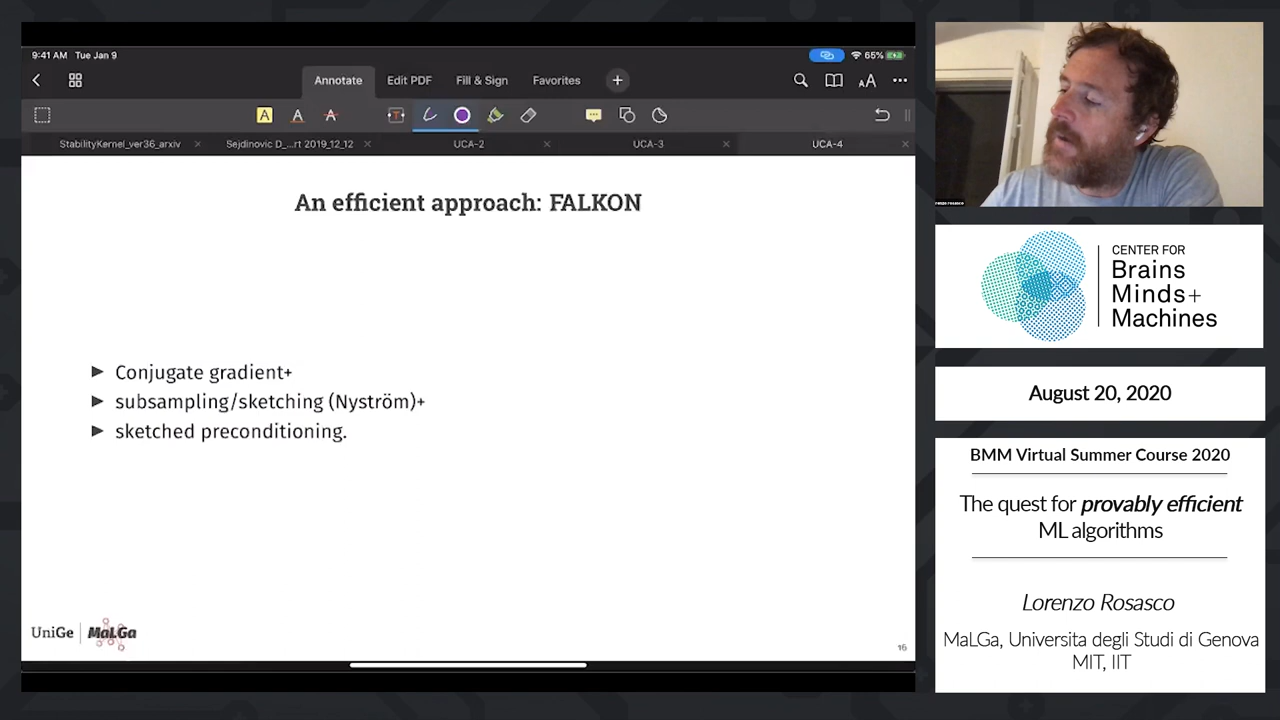 9:41 AM Tue Jan 9
65%
Annotate
Edit PDF
Fill & Sign
Favorites
StabilityKernel_ver36_arxiv
Sejdinovic D_...rt 2019_12_12
UCA-2
UCA-3
UCA-4
An efficient approach: FALKON
Conjugate gradient+
subsampling/sketching (Nyström)+
sketched preconditioning.
UniGe
MaLGa
16
CENTER FOR
Brains
Minds+
Machines
August 20, 2020
BMM Virtual Summer Course 2020
The quest for provably efficient
ML algorithms
Lorenzo Rosasco
MaLGa, Universita degli Studi di Genova
MIT, IIT